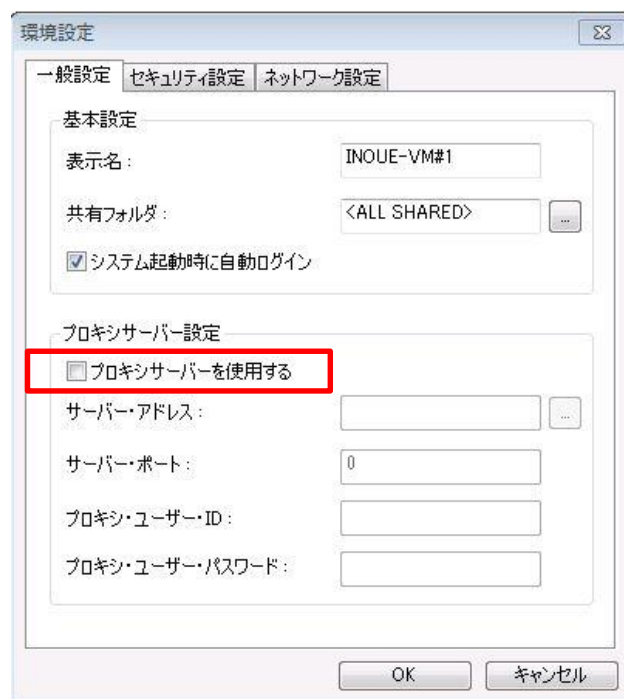 環境設定
一般設定 セキュリティ設定 ネットワーク設定
基本設定
表示名: INOUE-VM#1
共有フォルダ: <ALL SHARED> ...
システム起動時に自動ログイン
プロキシサーバー設定
プロキシサーバーを使用する
サーバー・アドレス: ...
サーバー・ポート: 0
プロキシ・ユーザー・ID:
プロキシ・ユーザー・パスワード:
OK キャンセル